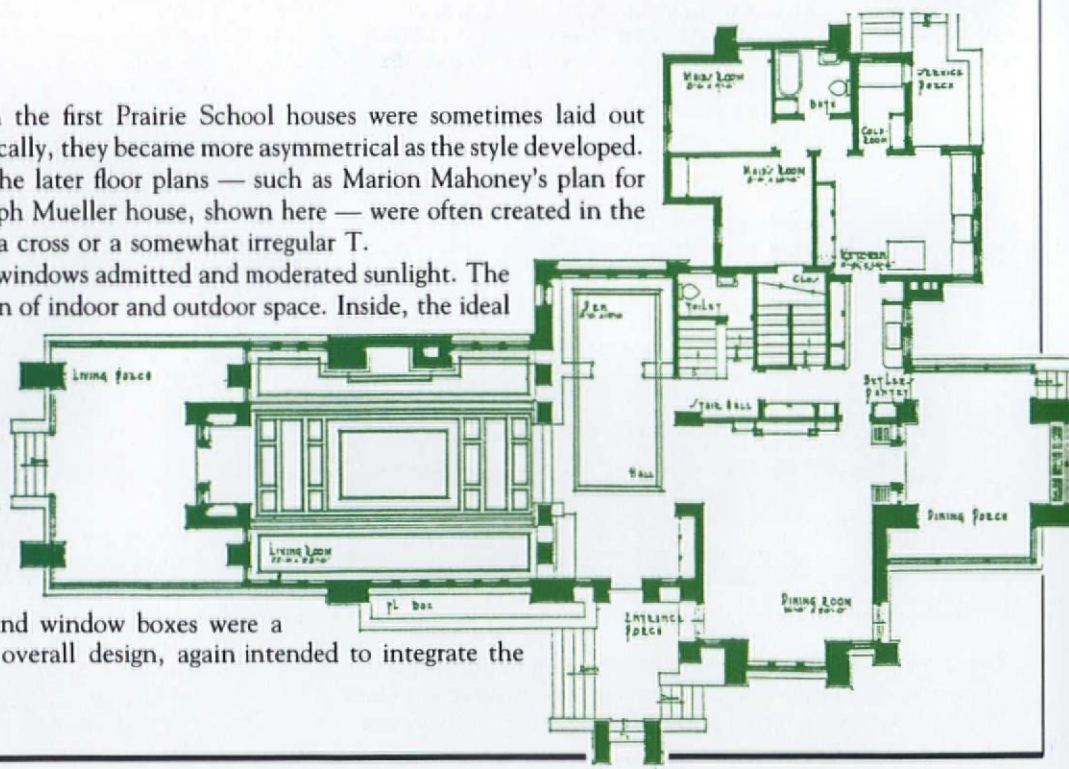 the first Prairie School houses were sometimes laid out
cally, they became more asymmetrical as the style developed.
he later floor plans — such as Marion Mahoney's plan for
ph Mueller house, shown here — were often created in the
a cross or a somewhat irregular T.
windows admitted and moderated sunlight. The
n of indoor and outdoor space. Inside, the ideal
nd window boxes were a
overall design, again intended to integrate the
MAID'S ROOM
BATH
SERVICE
PORCH
COLD
ROOM
MAID'S ROOM
KITCHEN
DEN
TOILET
CLOS
LIVING PORCH
BUTLER'S
PANTRY
STAIR HALL
HALL
DINING PORCH
LIVING ROOM
PL BOX
ENTRANCE
PORCH
DINING ROOM